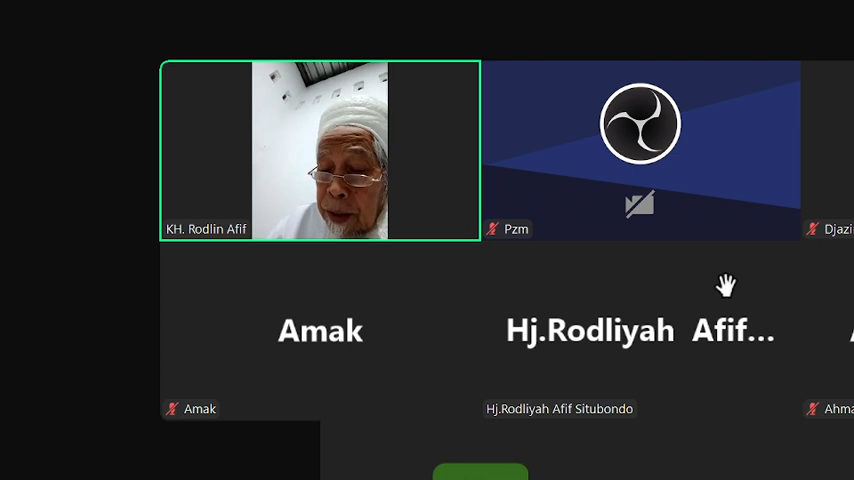 KH. Rodlin Afif
Pzm
Djazi
Amak
Hj.Rodliyah Afif...
Amak
Hj.Rodliyah Afif Situbondo
Ahma